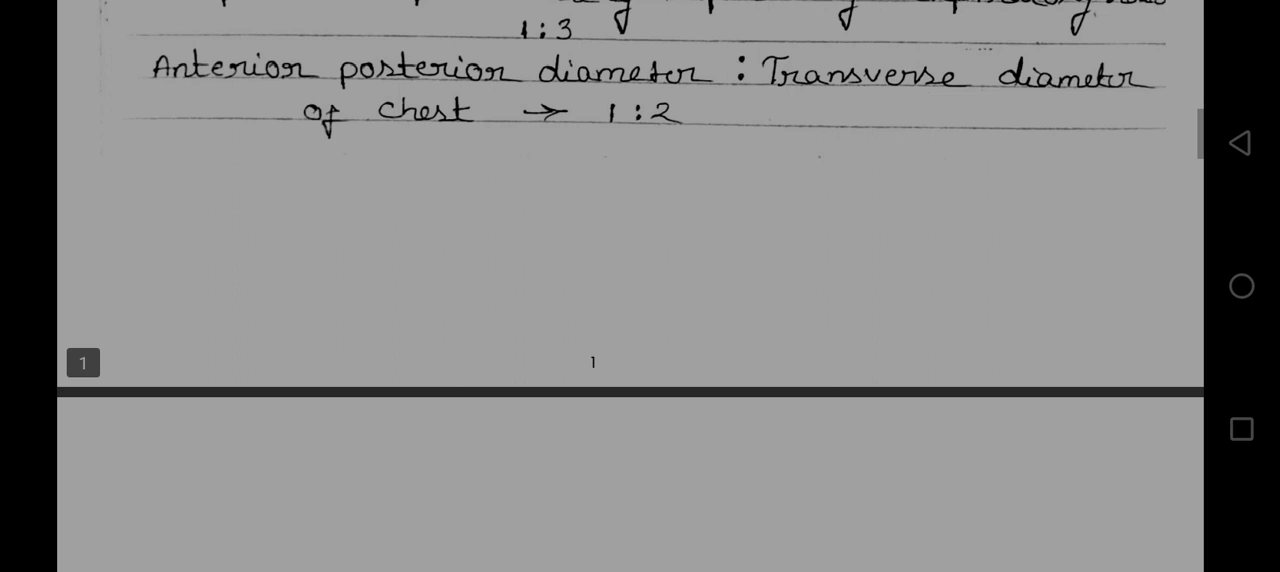 1 : 3
Anterior posterior diameter : Transverse diameter
of chest → 1 : 2
1
1